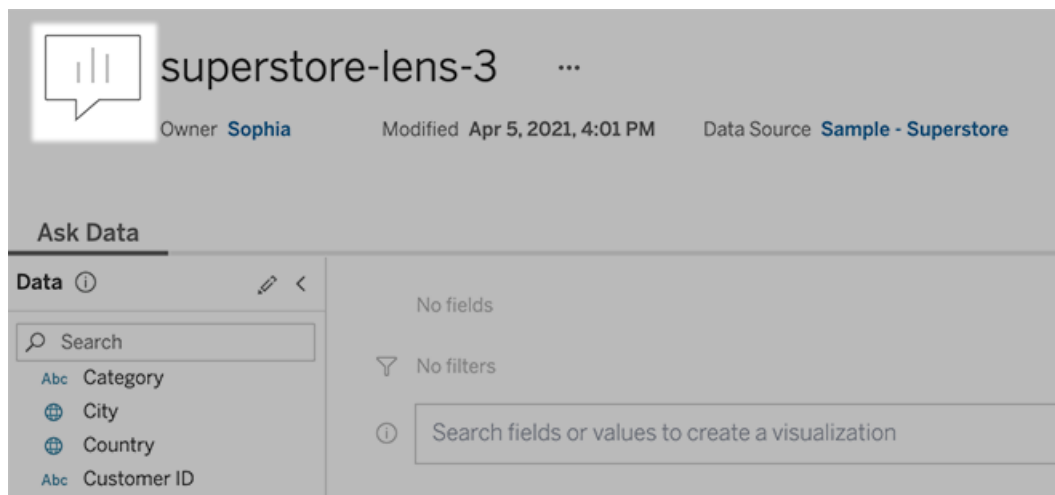 superstore-lens-3 ...
Owner Sophia Modified Apr 5, 2021, 4:01 PM Data Source Sample - Superstore
Ask Data
Data
Search
Abc Category
City
Country
Abc Customer ID
No fields
No filters
Search fields or values to create a visualization